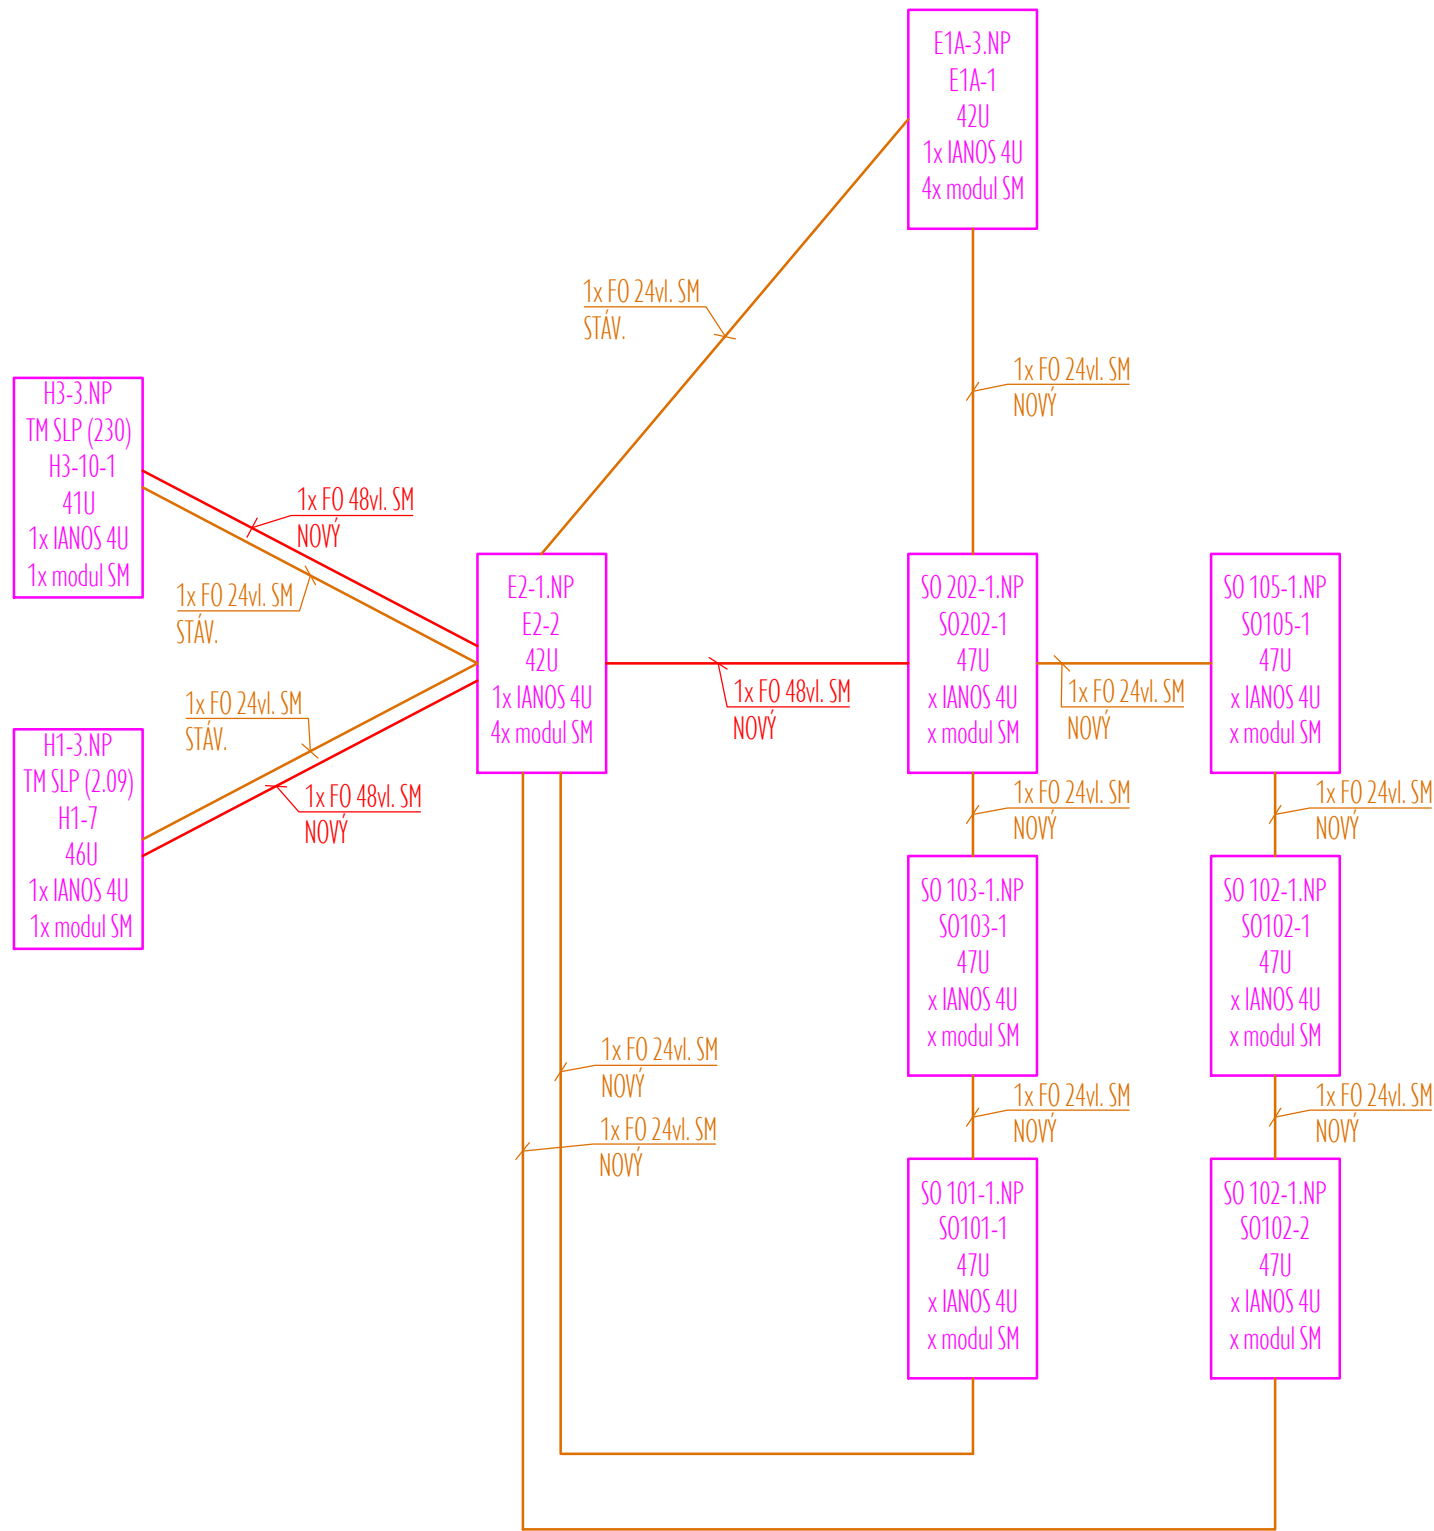 E1A-3.NP
E1A-1
42U
1x IANOS 4U
4x modul SM
1x FO 24vl. SM
STÁV.
1x FO 24vl. SM
NOVÝ
H3-3.NP
TM SLP (230)
H3-10-1
41U
1x IANOS 4U
1x modul SM
1x FO 48vl. SM
NOVÝ
1x FO 24vl. SM
STÁV.
E2-1.NP
E2-2
42U
1x IANOS 4U
4x modul SM
SO 202-1.NP
SO202-1
47U
x IANOS 4U
x modul SM
SO 105-1.NP
SO105-1
47U
x IANOS 4U
x modul SM
1x FO 48vl. SM
NOVÝ
1x FO 24vl. SM
NOVÝ
1x FO 24vl. SM
STÁV.
H1-3.NP
TM SLP (2.09)
H1-7
46U
1x IANOS 4U
1x modul SM
1x FO 48vl. SM
NOVÝ
1x FO 24vl. SM
NOVÝ
1x FO 24vl. SM
NOVÝ
SO 103-1.NP
SO103-1
47U
x IANOS 4U
x modul SM
SO 102-1.NP
SO102-1
47U
x IANOS 4U
x modul SM
1x FO 24vl. SM
NOVÝ
1x FO 24vl. SM
NOVÝ
1x FO 24vl. SM
NOVÝ
1x FO 24vl. SM
NOVÝ
SO 101-1.NP
SO101-1
47U
x IANOS 4U
x modul SM
SO 102-1.NP
SO102-2
47U
x IANOS 4U
x modul SM